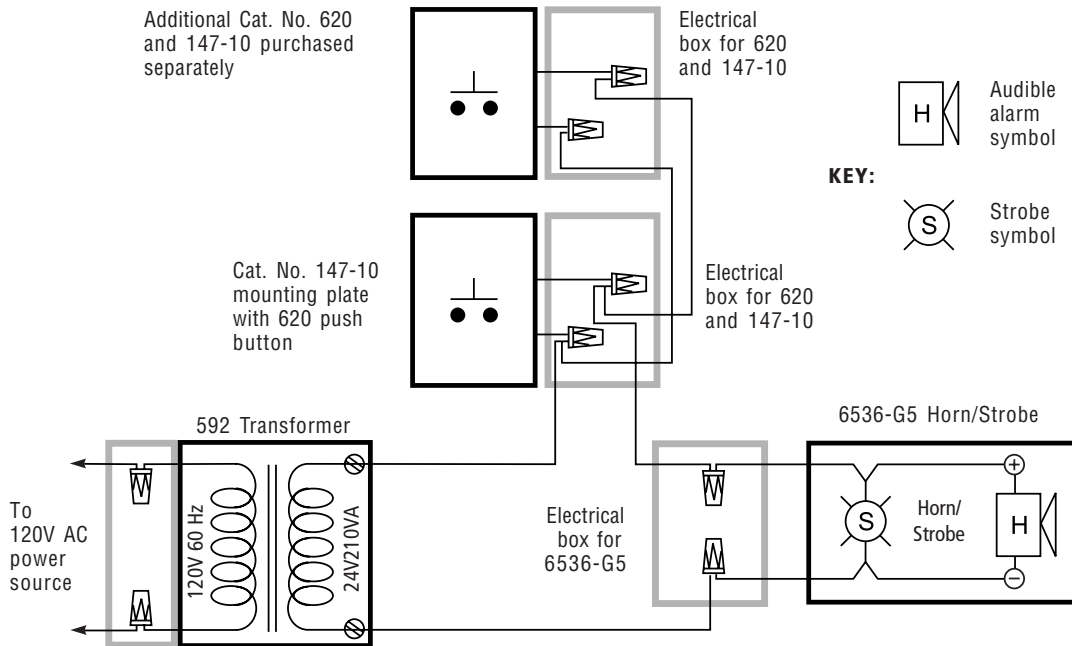 Additional Cat. No. 620
and 147-10 purchased
separately
Electrical
box for 620
and 147-10
H
Audible
alarm
symbol
KEY:
S
Strobe
symbol
Cat. No. 147-10
mounting plate
with 620 push
button
Electrical
box for 620
and 147-10
592 Transformer
6536-G5 Horn/Strobe
To
120V AC
power
source
120V 60 Hz
24V210VA
Electrical
box for
6536-G5
S
Horn/
Strobe
+
H
−